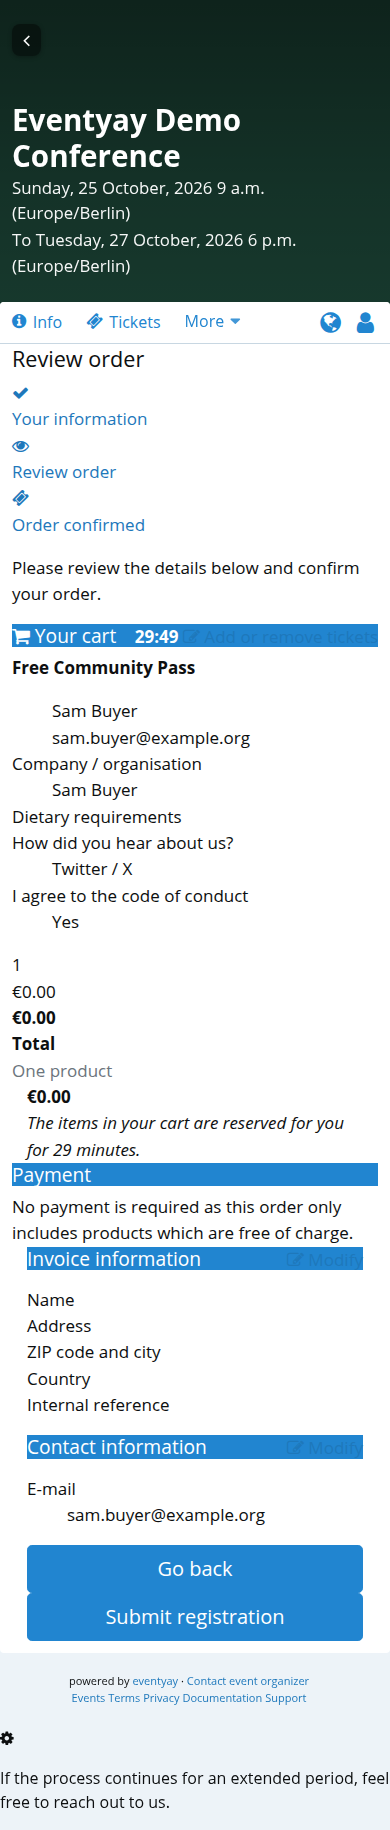 Eventyay Demo
Conference
Sunday, 25 October, 2026 9 a.m.
(Europe/Berlin)
To Tuesday, 27 October, 2026 6 p.m.
(Europe/Berlin)
Info Tickets More
Review order
Your information
Review order
Order confirmed
Please review the details below and confirm
your order.
Your cart 29:49 Add or remove tickets
Free Community Pass
Sam Buyer
sam.buyer@example.org
Company / organisation
Sam Buyer
Dietary requirements
How did you hear about us?
Twitter / X
I agree to the code of conduct
Yes
1
€0.00
€0.00
Total
One product
€0.00
The items in your cart are reserved for you
for 29 minutes.
Payment
No payment is required as this order only
includes products which are free of charge.
Invoice information Modify
Name
Address
ZIP code and city
Country
Internal reference
Contact information Modify
E-mail
sam.buyer@example.org
Go back
Submit registration
powered by eventyay · Contact event organizer
Events Terms Privacy Documentation Support
If the process continues for an extended period, feel
free to reach out to us.